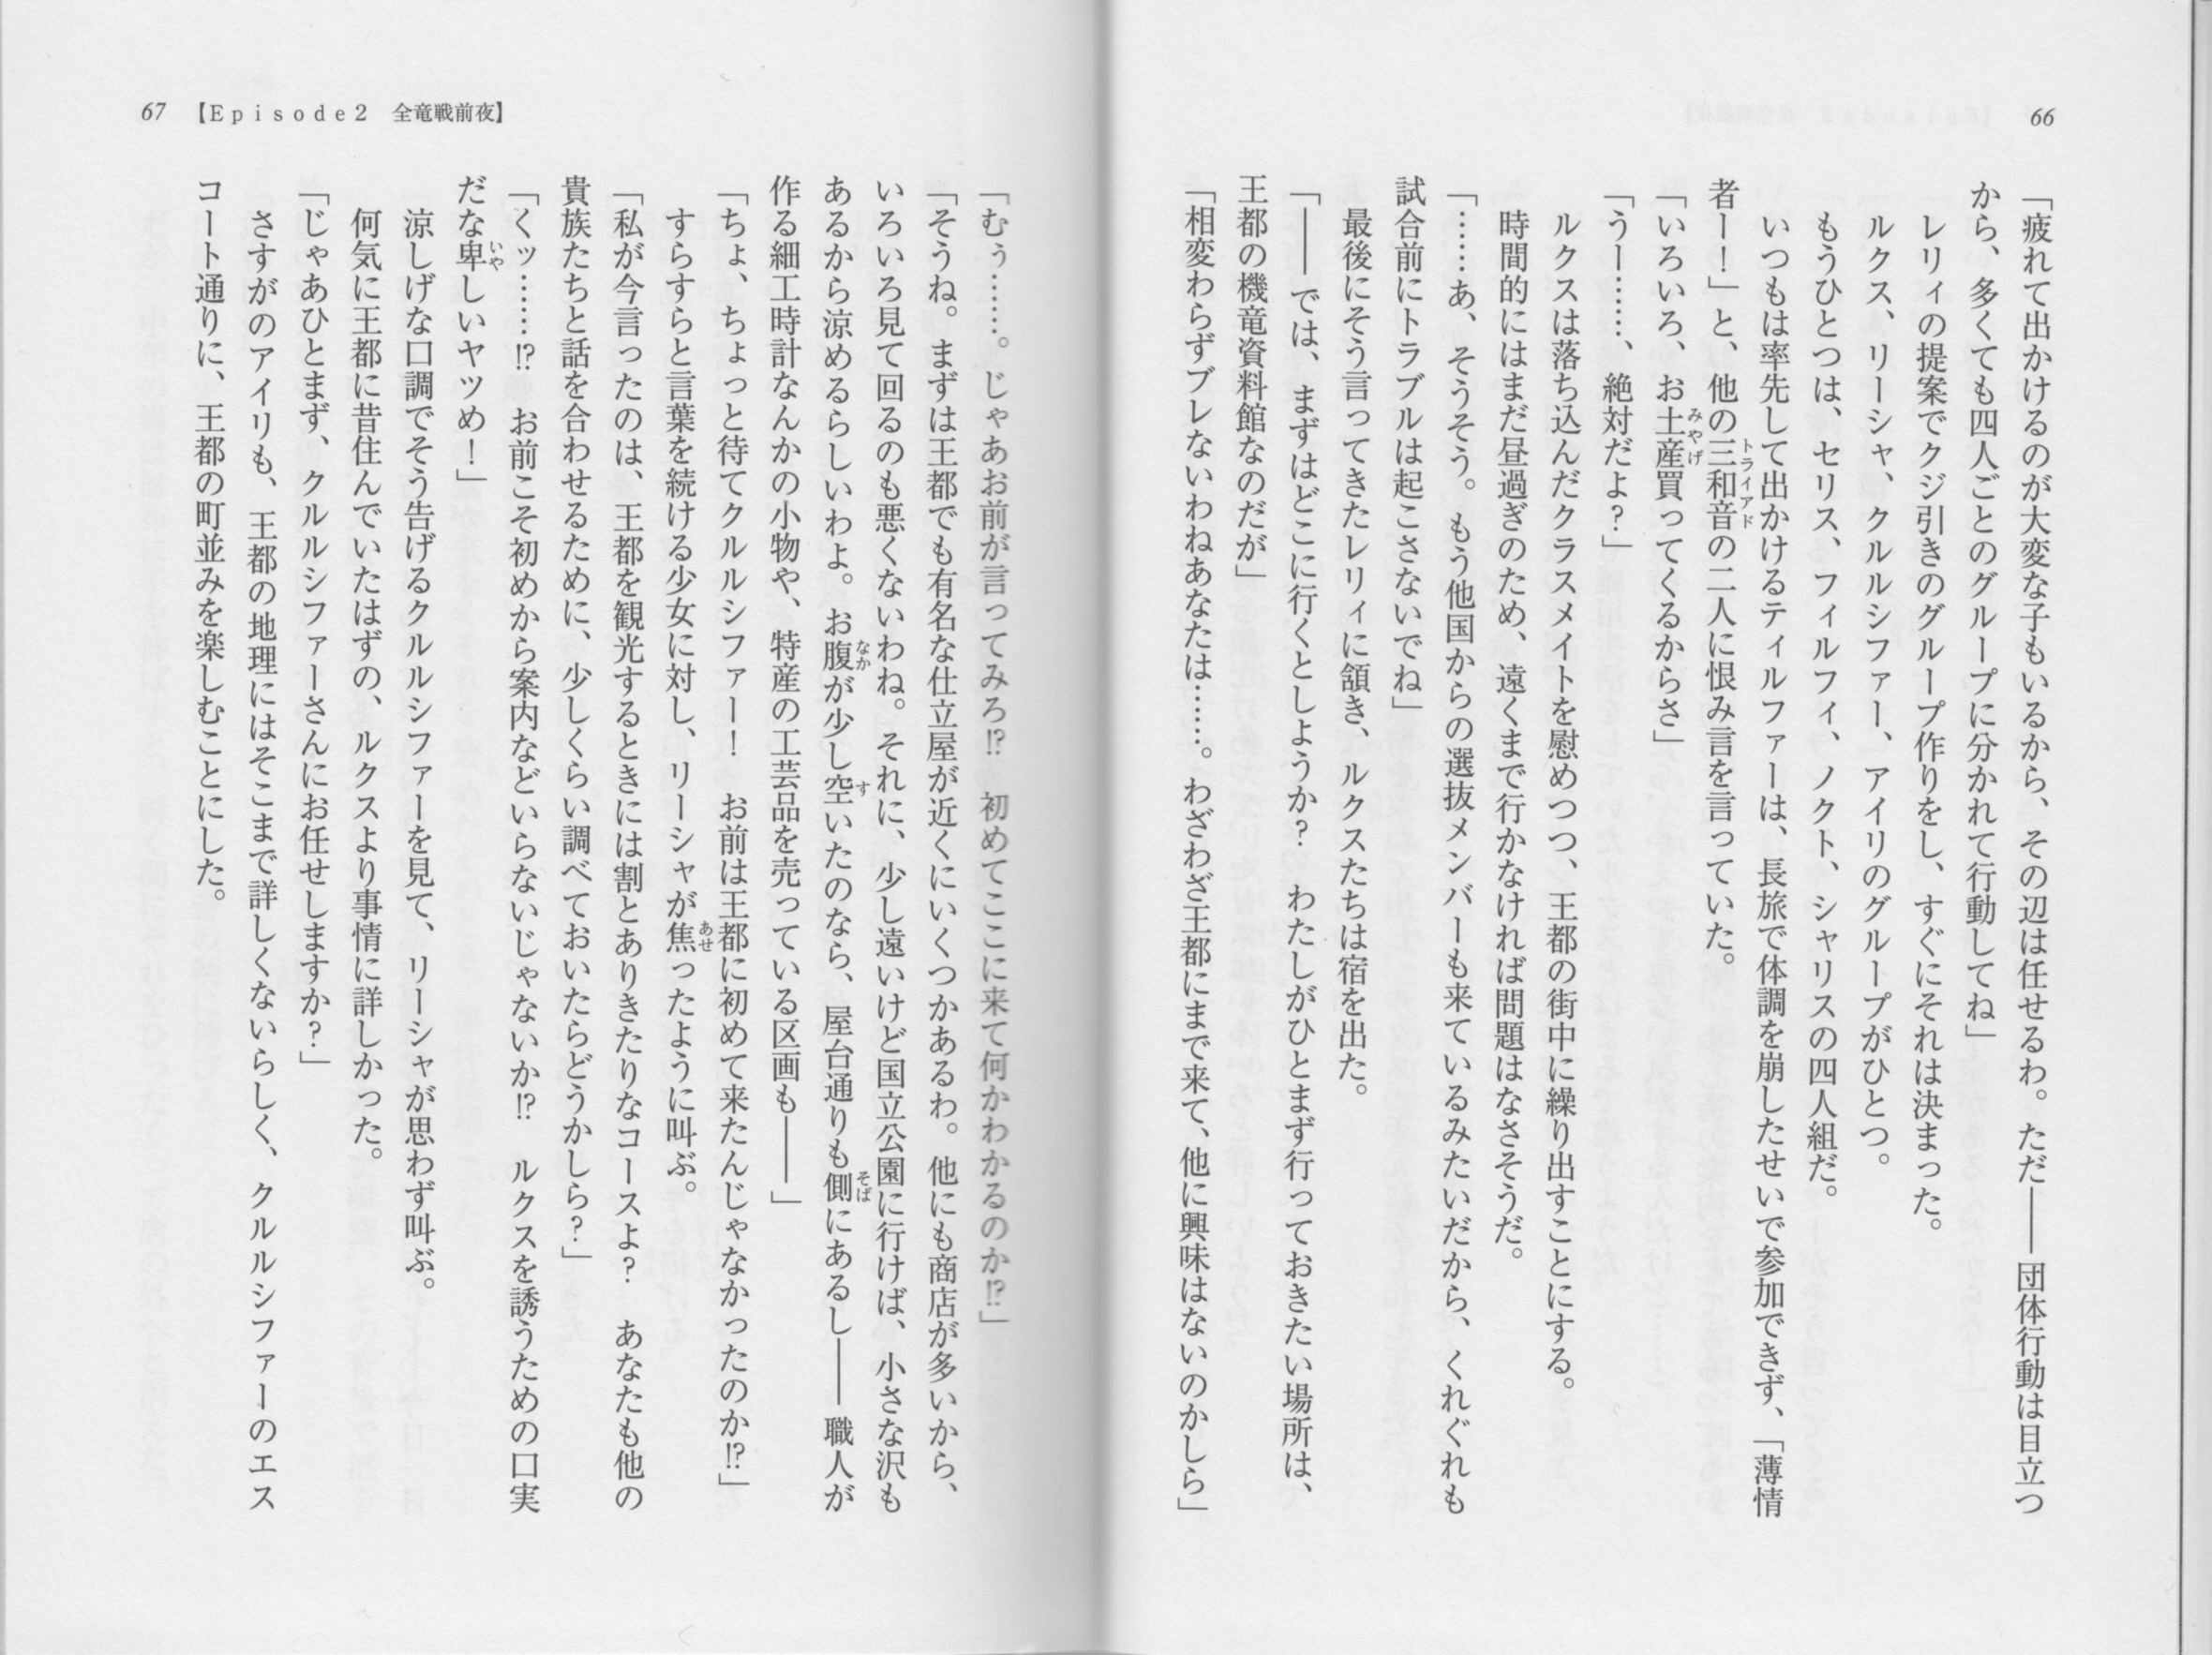 66
「疲れて出かけるのが大変な子もいるから、その辺は任せるわ。ただ――団体行動は目立つ
から、多くても四人ごとのグループに分かれて行動してね」
レリィの提案でクジ引きのグループ作りをし、すぐにそれは決まった。
ルクス、リーシャ、クルルシファー、アイリのグループがひとつ。
もうひとつは、セリス、フィルフィ、ノクト、シャリスの四人組だ。
いつもは率先して出かけるティルファーは、長旅で体調を崩したせいで参加できず、「薄情
者ー！」と、他の三和音の二人に恨み言を言っていた。
トライアド
「いろいろ、お土産買ってくるからさ」
みやげ
「うー……、絶対だよ？」
ルクスは落ち込んだクラスメイトを慰めつつ、王都の街中に繰り出すことにする。
時間的にはまだ昼過ぎのため、遠くまで行かなければ問題はなさそうだ。
「……あ、そうそう。もう他国からの選抜メンバーも来ているみたいだから、くれぐれも
試合前にトラブルは起こさないでね」
最後にそう言ってきたレリィに頷き、ルクスたちは宿を出た。
「――では、まずはどこに行くとしようか？　わたしがひとまず行っておきたい場所は、
王都の機竜資料館なのだが」
「相変わらずブレないわねあなたは……。わざわざ王都にまで来て、他に興味はないのかしら」
67 【Ｅｐｉｓｏｄｅ２　全竜戦前夜】
「むぅ……。じゃあお前が言ってみろ⁉　初めてここに来て何かわかるのか⁉」
「そうね。まずは王都でも有名な仕立屋が近くにいくつかあるわ。他にも商店が多いから、
いろいろ見て回るのも悪くないわね。それに、少し遠いけど国立公園に行けば、小さな沢も
あるから涼めるらしいわよ。お腹が少し空いたのなら、屋台通りも側にあるし――職人が
なか
す
そば
作る細工時計なんかの小物や、特産の工芸品を売っている区画も――」
「ちょ、ちょっと待てクルルシファー！　お前は王都に初めて来たんじゃなかったのか⁉」
すらすらと言葉を続ける少女に対し、リーシャが焦ったように叫ぶ。
あせ
「私が今言ったのは、王都を観光するときには割とありきたりなコースよ？　あなたも他の
貴族たちと話を合わせるために、少しくらい調べておいたらどうかしら？」
「くッ……⁉　お前こそ初めから案内などいらないじゃないか⁉　ルクスを誘うための口実
だな卑しいヤツめ！」
いや
涼しげな口調でそう告げるクルルシファーを見て、リーシャが思わず叫ぶ。
何気に王都に昔住んでいたはずの、ルクスより事情に詳しかった。
「じゃあひとまず、クルルシファーさんにお任せしますか？」
さすがのアイリも、王都の地理にはそこまで詳しくないらしく、クルルシファーのエス
コート通りに、王都の町並みを楽しむことにした。